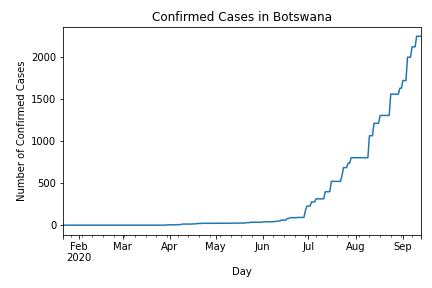 Confirmed Cases in Botswana
Number of Confirmed Cases
2000
1500
1000
500
0
Feb Mar Apr May Jun Jul Aug Sep
2020
Day